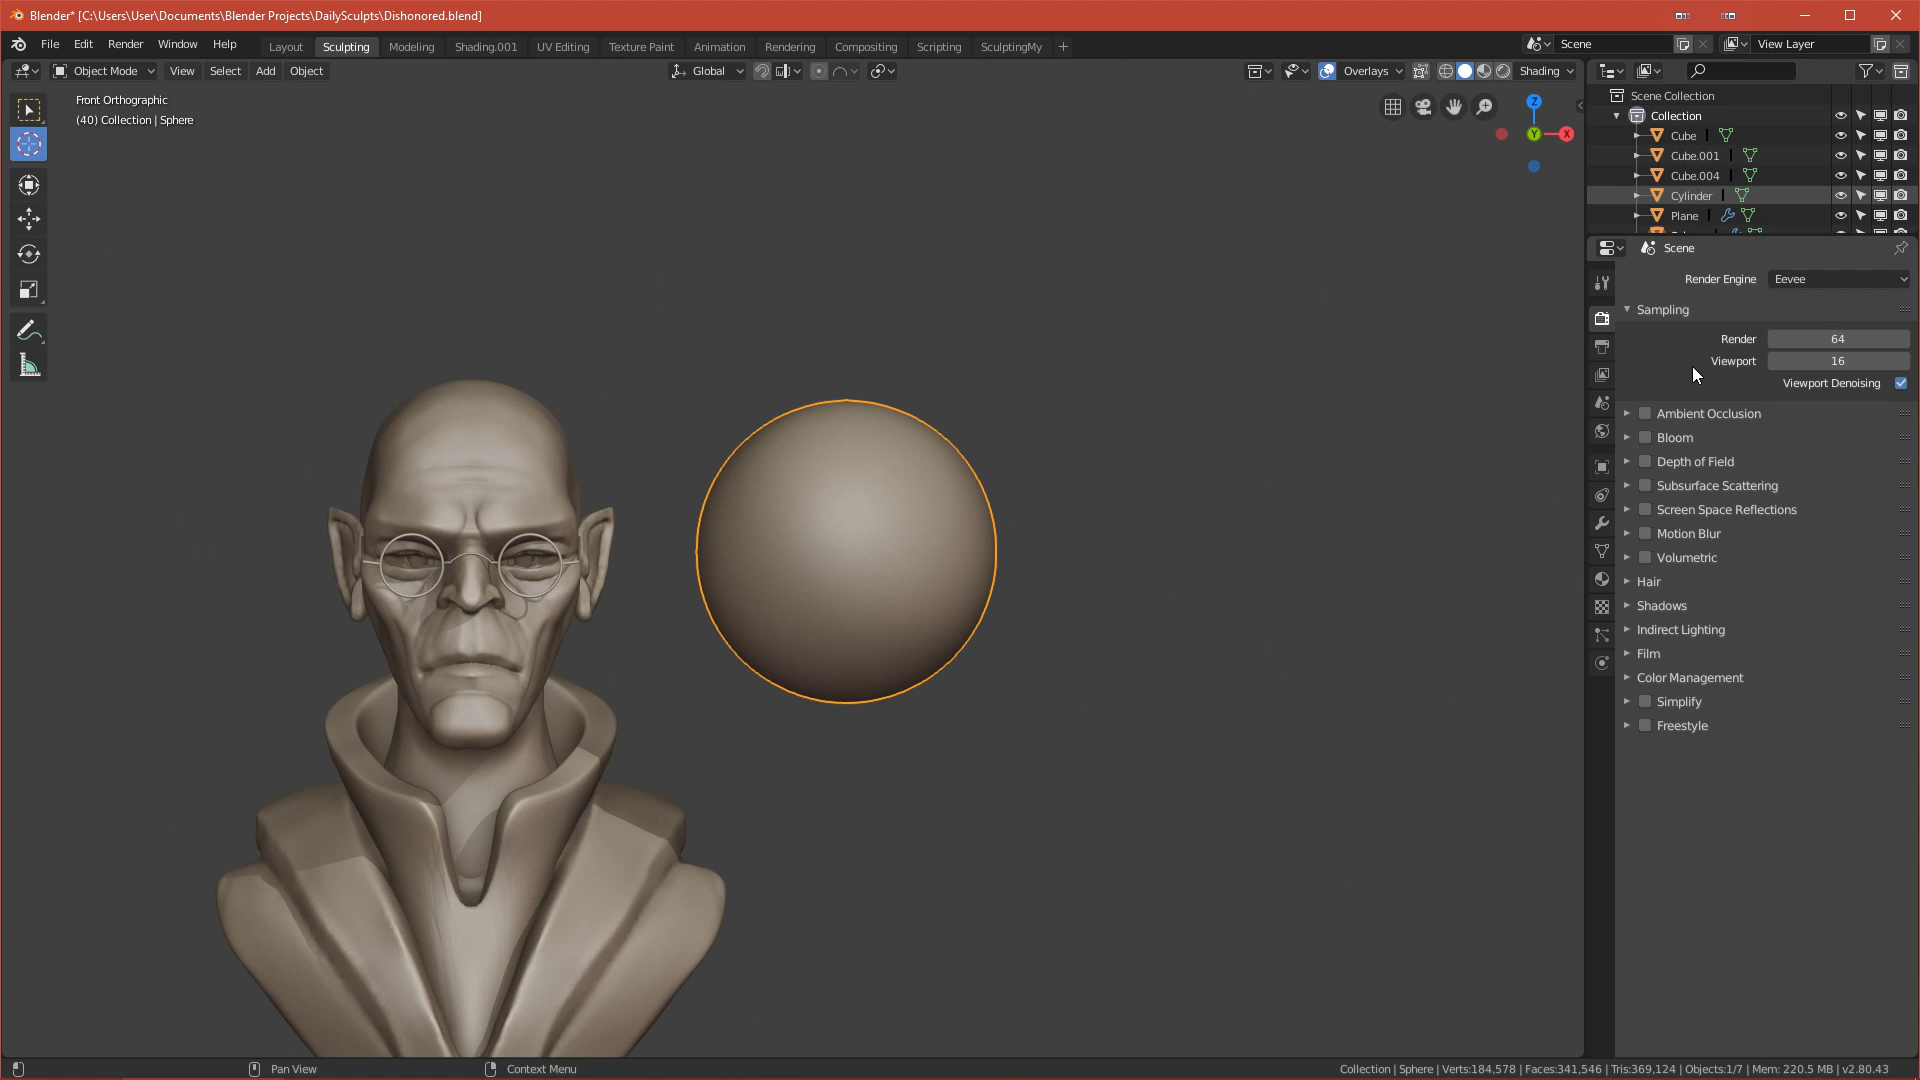 Blender* [C:\Users\User\Documents\Blender Projects\DailySculpts\Dishonored.blend]
File Edit Render Window Help Layout Sculpting Modeling Shading.001 UV Editing Texture Paint Animation Rendering Compositing Scripting SculptingMy + Scene View Layer
Object Mode View Select Add Object Global Overlays Shading
Front Orthographic
(40) Collection | Sphere
Z
Y
X
Scene Collection
Collection
Cube
Cube.001
Cube.004
Cylinder
Plane
Scene
Render Engine Eevee
Sampling
Render 64
Viewport 16
Viewport Denoising
Ambient Occlusion
Bloom
Depth of Field
Subsurface Scattering
Screen Space Reflections
Motion Blur
Volumetric
Hair
Shadows
Indirect Lighting
Film
Color Management
Simplify
Freestyle
Pan View Context Menu Collection | Sphere | Verts:184,578 | Faces:341,546 | Tris:369,124 | Objects:1/7 | Mem: 220.5 MB | v2.80.43